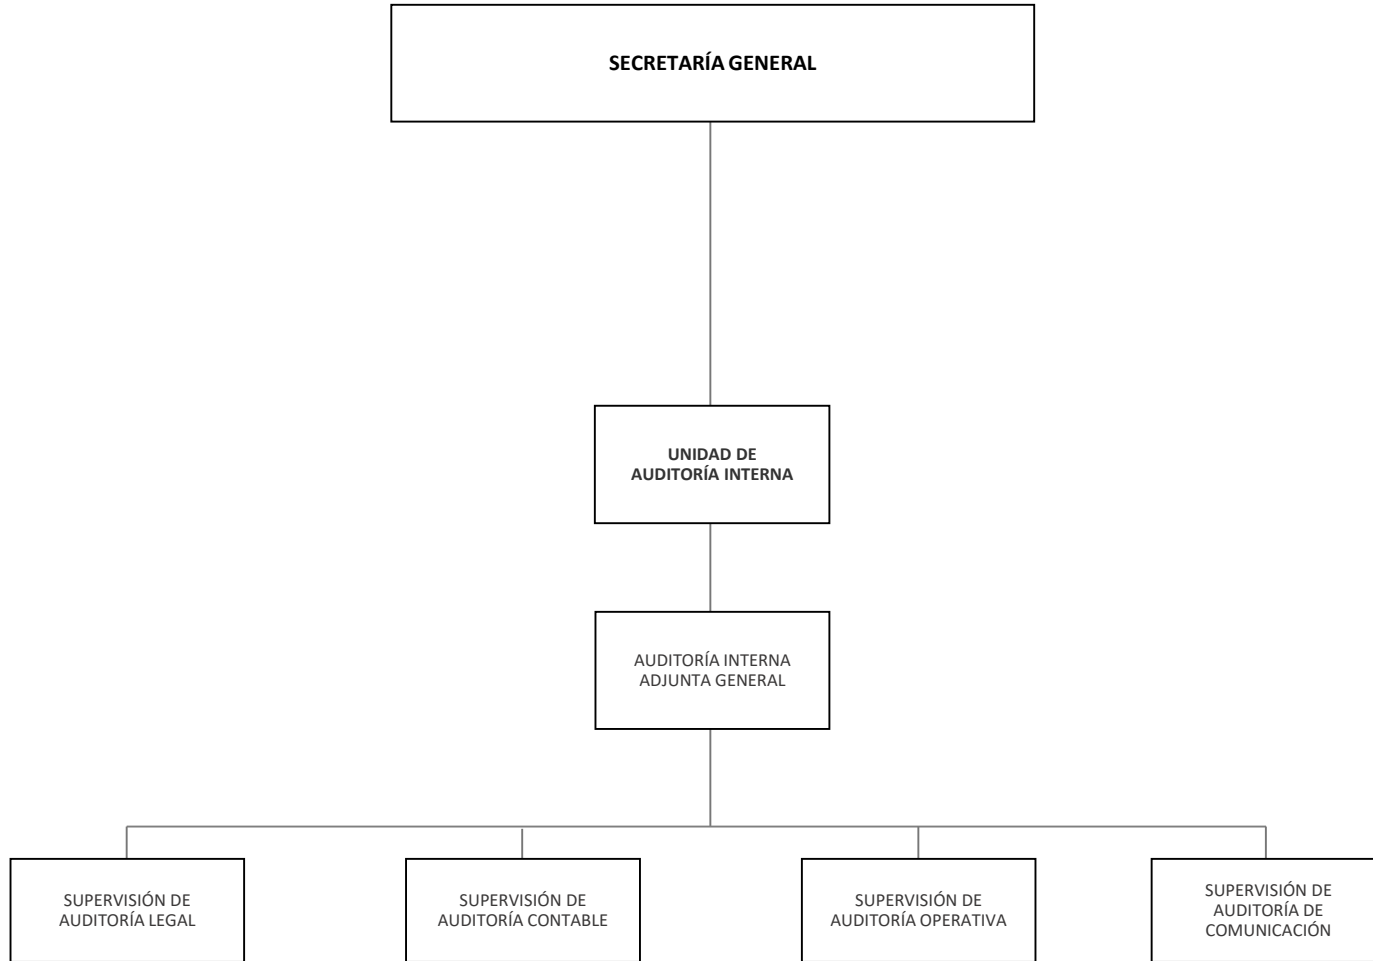 SECRETARÍA GENERAL
UNIDAD DE
AUDITORÍA INTERNA
AUDITORÍA INTERNA
ADJUNTA GENERAL
SUPERVISIÓN DE
AUDITORÍA LEGAL
SUPERVISIÓN DE
AUDITORÍA CONTABLE
SUPERVISIÓN DE
AUDITORÍA OPERATIVA
SUPERVISIÓN DE
AUDITORÍA DE
COMUNICACIÓN